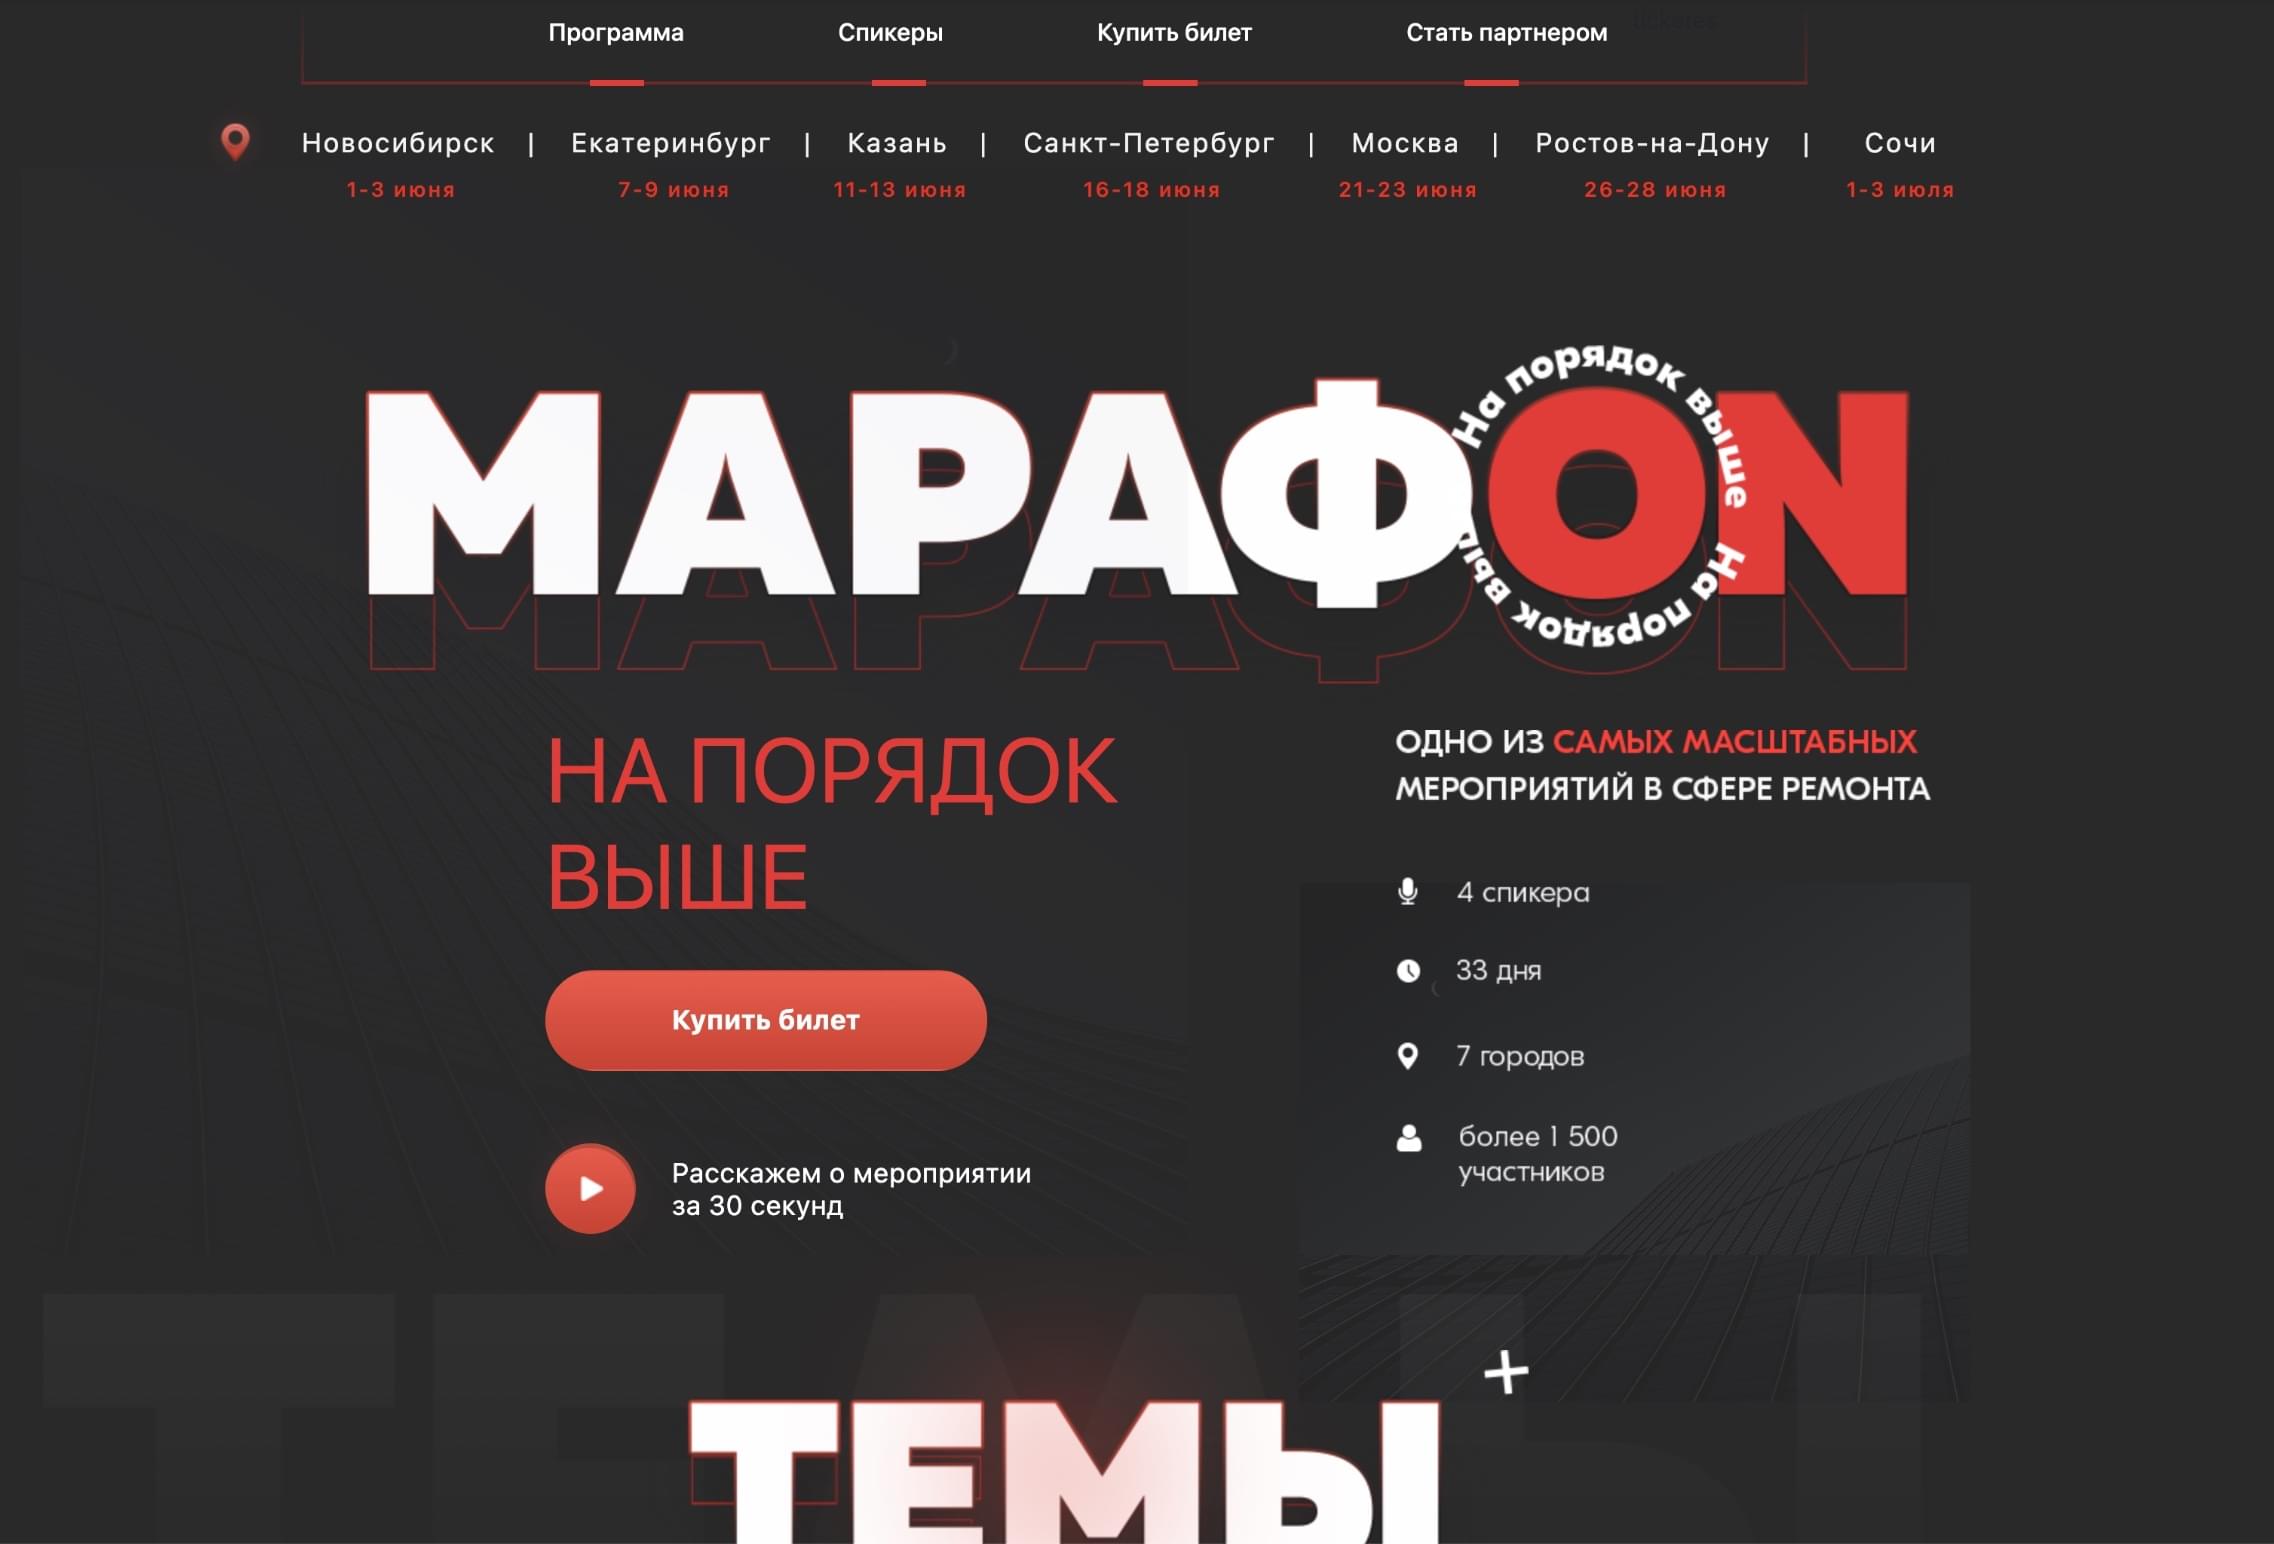 Программа Спикеры Купить билет Стать партнером
Новосибирск | Екатеринбург | Казань | Санкт-Петербург | Москва | Ростов-на-Дону | Сочи
1-3 июня 7-9 июня 11-13 июня 16-18 июня 21-23 июня 26-28 июня 1-3 июля
МАРАФON
На порядок выше На порядок выш
НА ПОРЯДОК
ВЫШЕ
Купить билет
Расскажем о мероприятии
за 30 секунд
ОДНО ИЗ САМЫХ МАСШТАБНЫХ
МЕРОПРИЯТИЙ В СФЕРЕ РЕМОНТА
4 спикера
33 дня
7 городов
более 1 500
участников
ТЕМЫ
ТЕМЫ